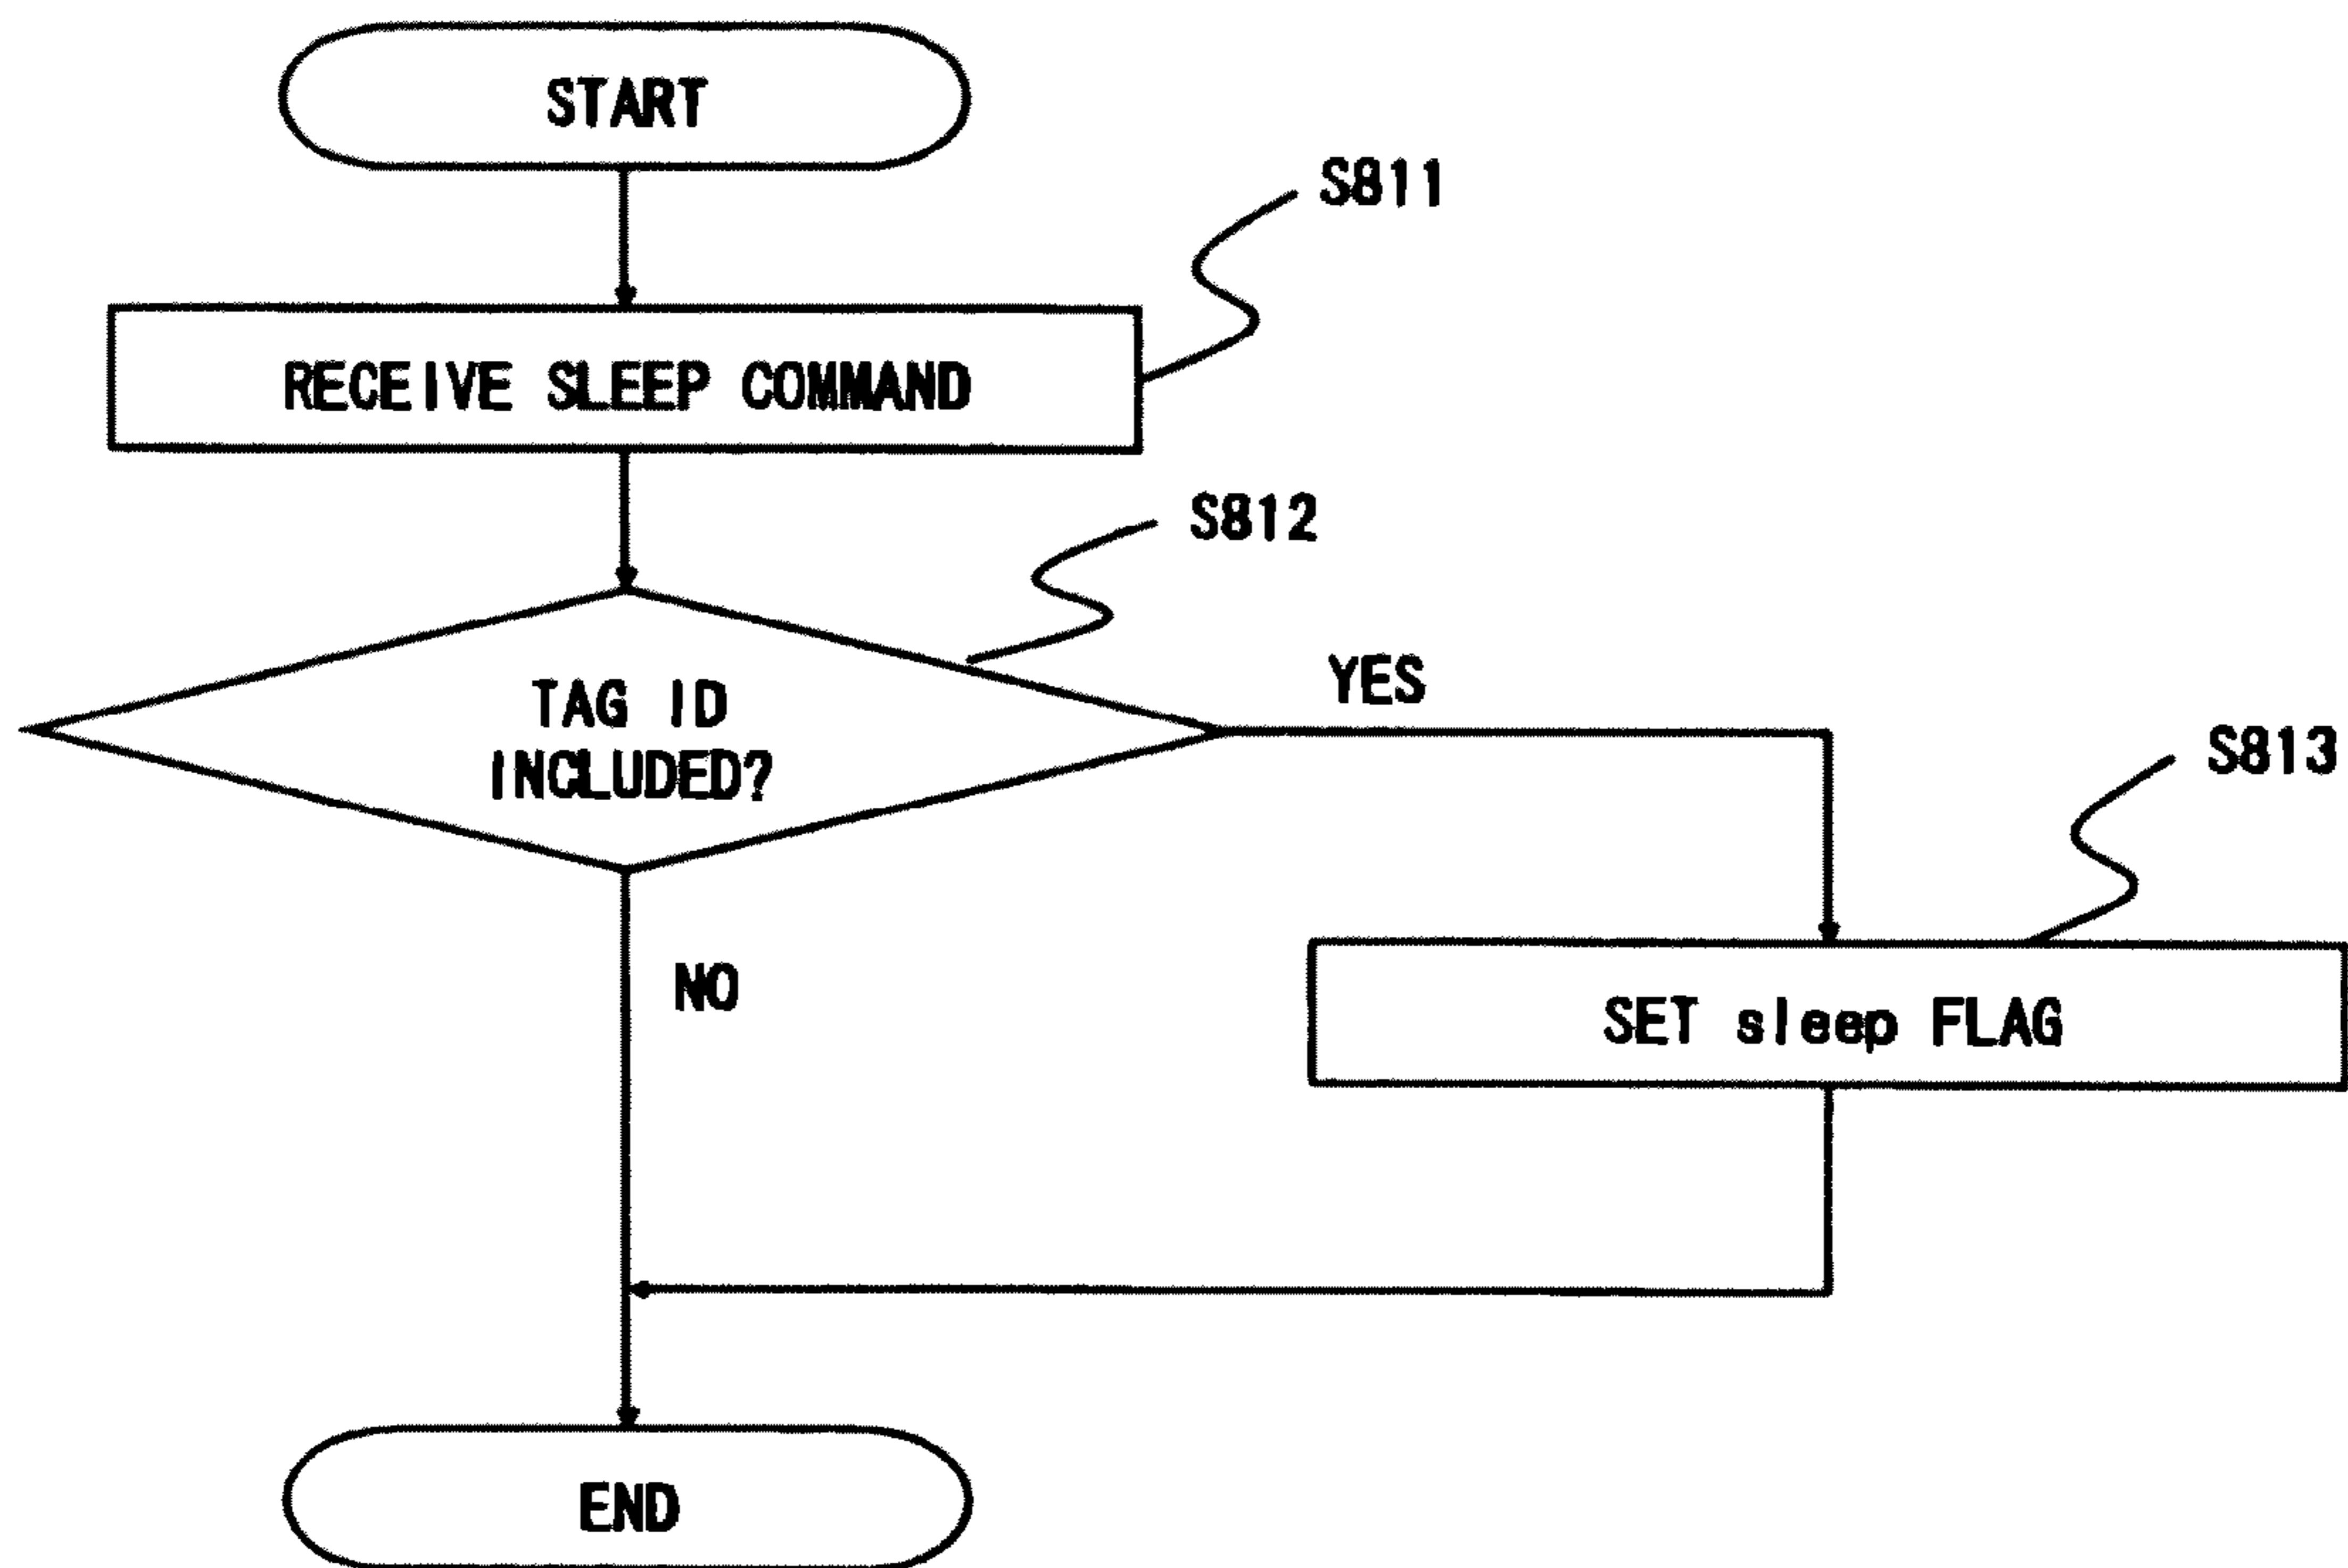 START
S811
RECEIVE SLEEP COMMAND
S812
TAG ID
INCLUDED?
YES
S813
NO
SET sleep FLAG
END